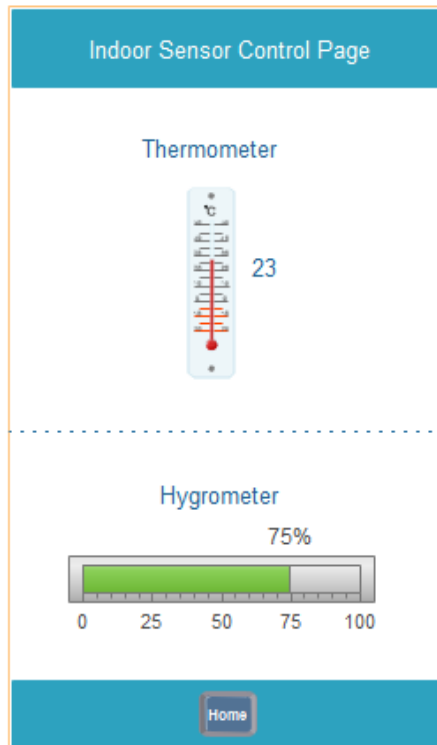 Indoor Sensor Control Page
Thermometer
°C
23
Hygrometer
75%
0 25 50 75 100
Home